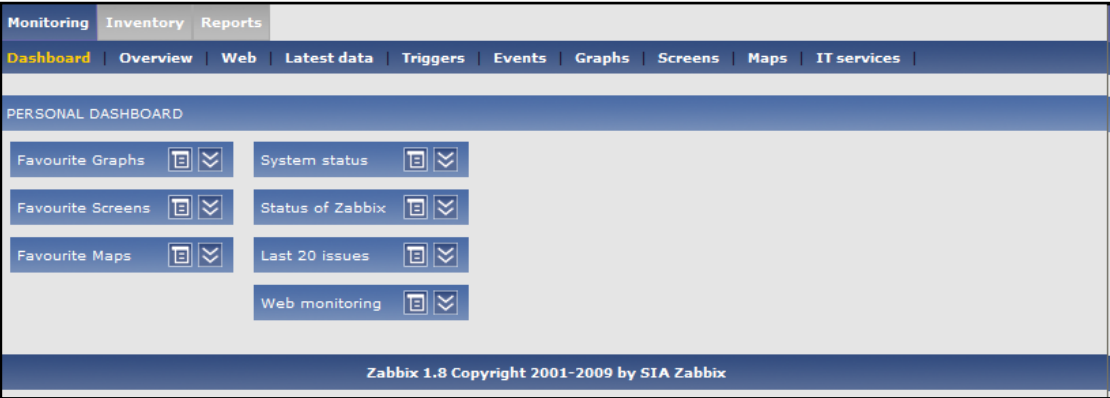 Monitoring Inventory Reports
Dashboard | Overview | Web | Latest data | Triggers | Events | Graphs | Screens | Maps | IT services |
PERSONAL DASHBOARD
Favourite Graphs
Favourite Screens
Favourite Maps
System status
Status of Zabbix
Last 20 issues
Web monitoring
Zabbix 1.8 Copyright 2001-2009 by SIA Zabbix